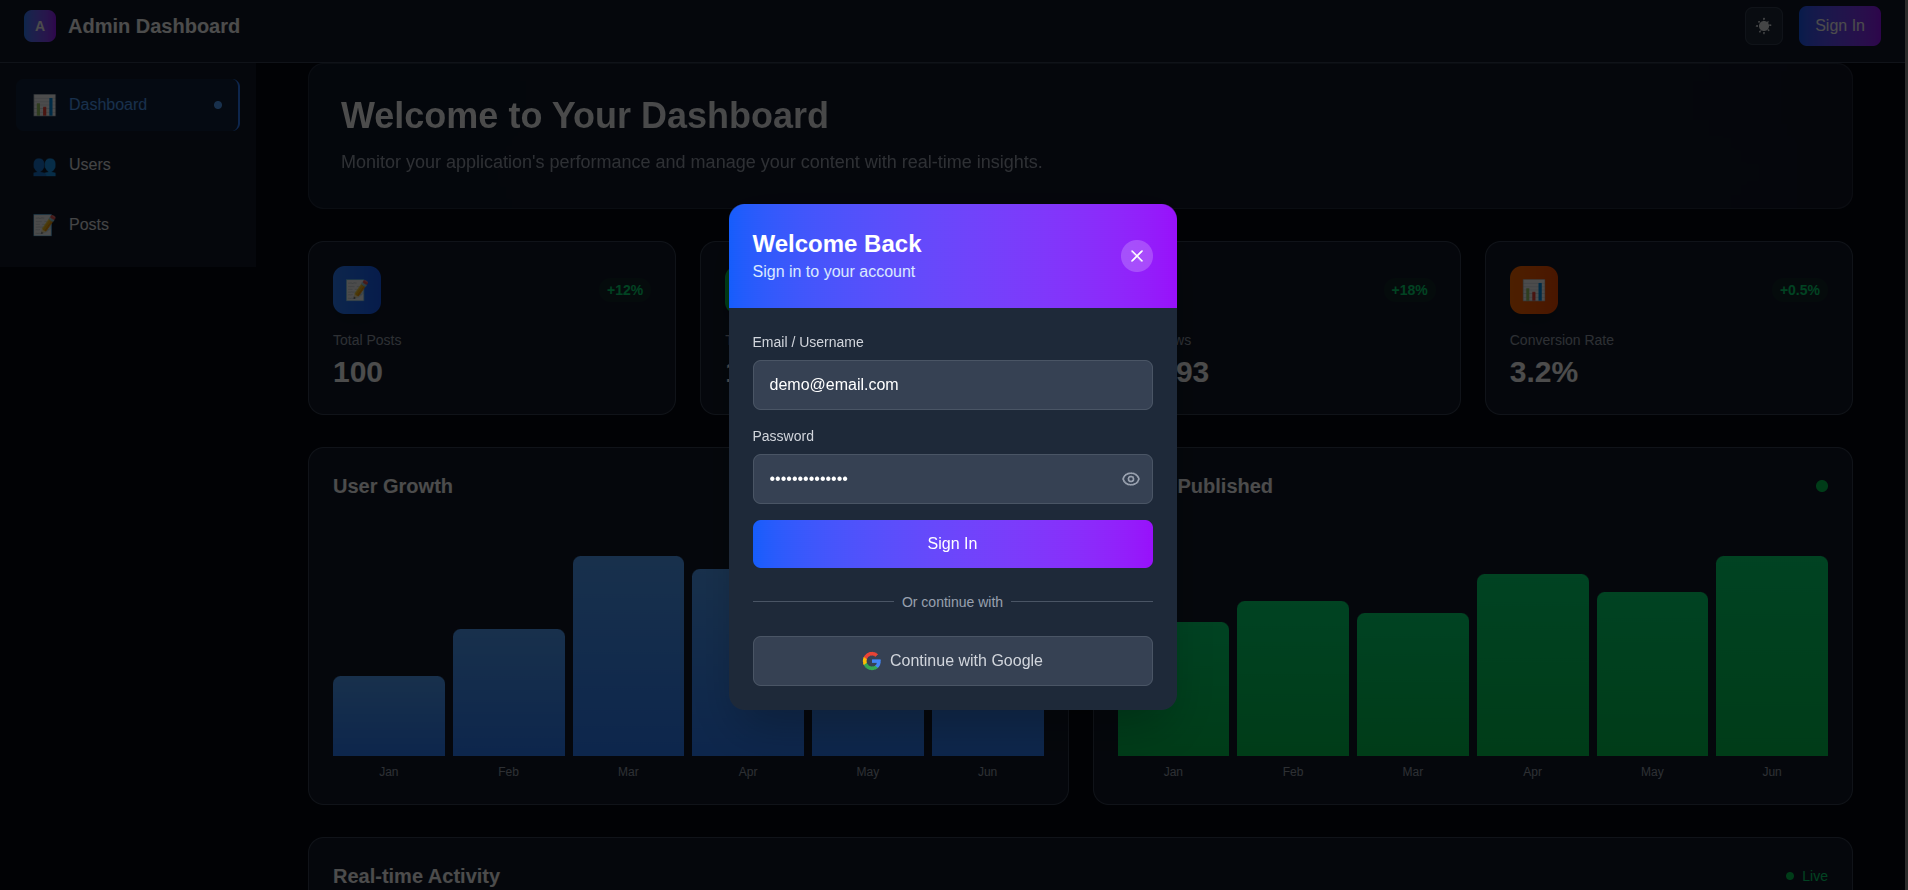 A
Admin Dashboard
Sign In
Dashboard
Users
Posts
Welcome to Your Dashboard
Monitor your application's performance and manage your content with real-time insights.
Welcome Back
Sign in to your account
Email / Username
demo@email.com
Password
••••••••••••••
Sign In
Or continue with
Continue with Google
+12%
Total Posts
100
+18%
93
+0.5%
Conversion Rate
3.2%
User Growth
Jan
Feb
Mar
Apr
May
Jun
Published
Jan
Feb
Mar
Apr
May
Jun
Real-time Activity
Live